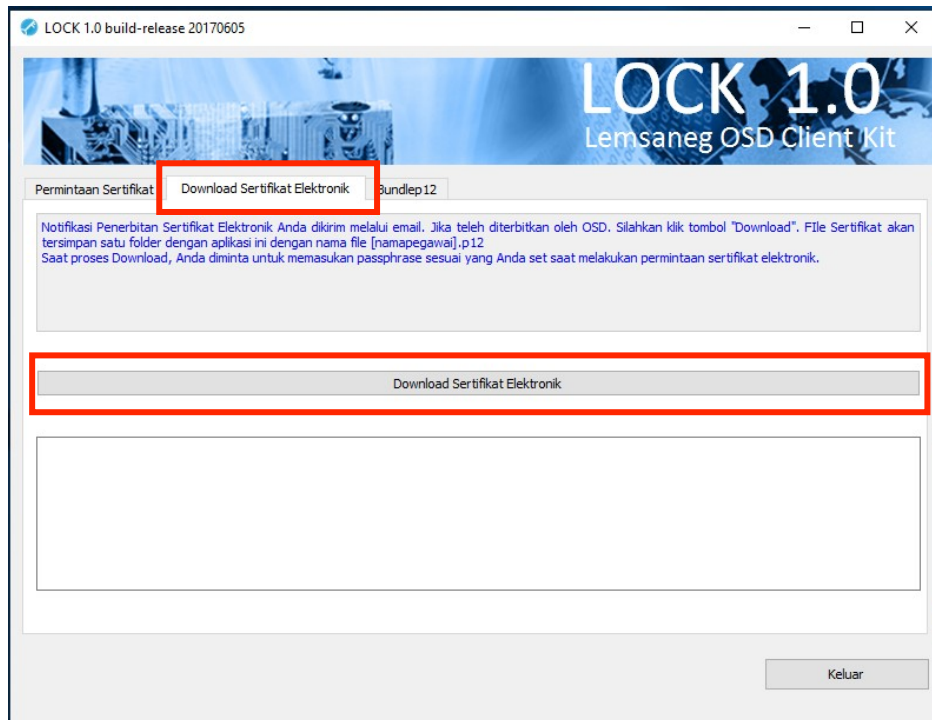 LOCK 1.0 build-release 20170605
LOCK 1.0
Lemsaneg OSD Client Kit
Permintaan Sertifikat
Download Sertifikat Elektronik
Bundlep12
Notifikasi Penerbitan Sertifikat Elektronik Anda dikirim melalui email. Jika teleh diterbitkan oleh OSD. Silahkan klik tombol "Download". FIle Sertifikat akan
tersimpan satu folder dengan aplikasi ini dengan nama file [namapegawai].p12
Saat proses Download, Anda diminta untuk memasukan passphrase sesuai yang Anda set saat melakukan permintaan sertifikat elektronik.
Download Sertifikat Elektronik
Keluar